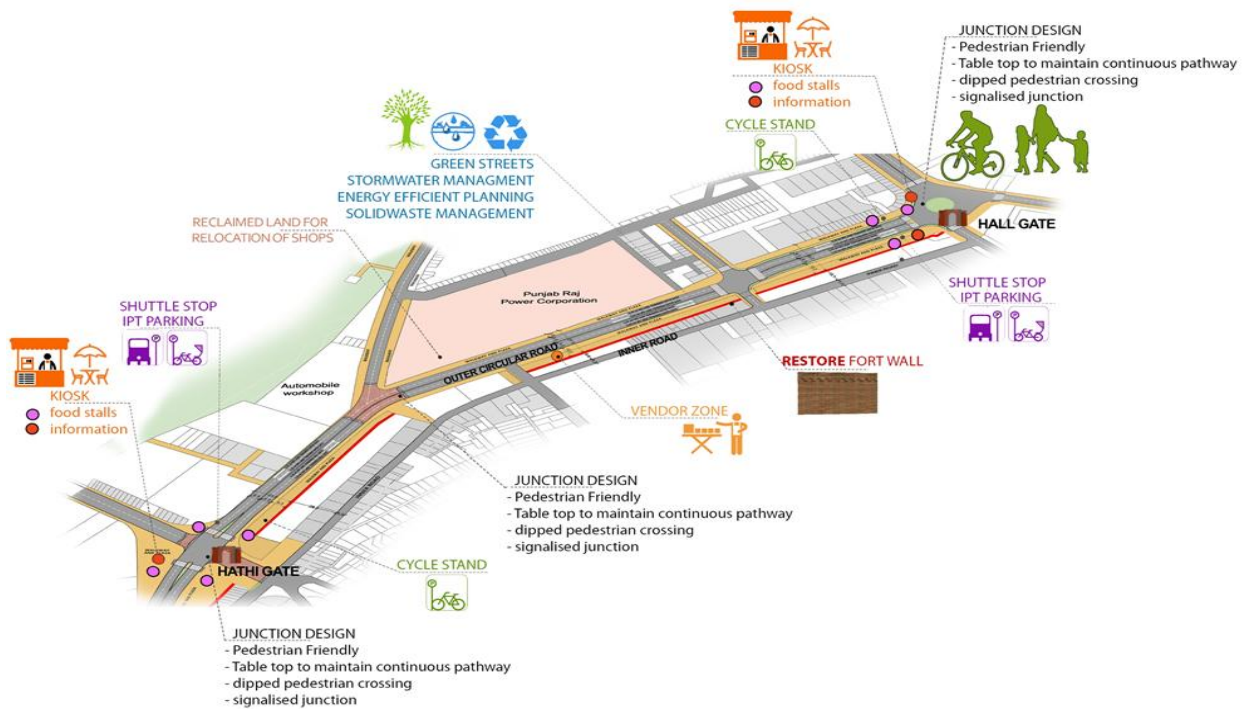 JUNCTION DESIGN
- Pedestrian Friendly
- Table top to maintain continuous pathway
- dipped pedestrian crossing
- signalised junction
KIOSK
food stalls
information
CYCLE STAND
GREEN STREETS
STORMWATER MANAGMENT
ENERGY EFFICIENT PLANNING
SOLIDWASTE MANAGEMENT
RECLAIMED LAND FOR
RELOCATION OF SHOPS
HALL GATE
SHUTTLE STOP
IPT PARKING
Punjab Raj
Power Corporation
SHUTTLE STOP
IPT PARKING
OUTER CIRCULAR ROAD
INNER ROAD
RESTORE FORT WALL
KIOSK
food stalls
information
Automobile
workshop
VENDOR ZONE
JUNCTION DESIGN
- Pedestrian Friendly
- Table top to maintain continuous pathway
- dipped pedestrian crossing
- signalised junction
HATHI GATE
CYCLE STAND
JUNCTION DESIGN
- Pedestrian Friendly
- Table top to maintain continuous pathway
- dipped pedestrian crossing
- signalised junction